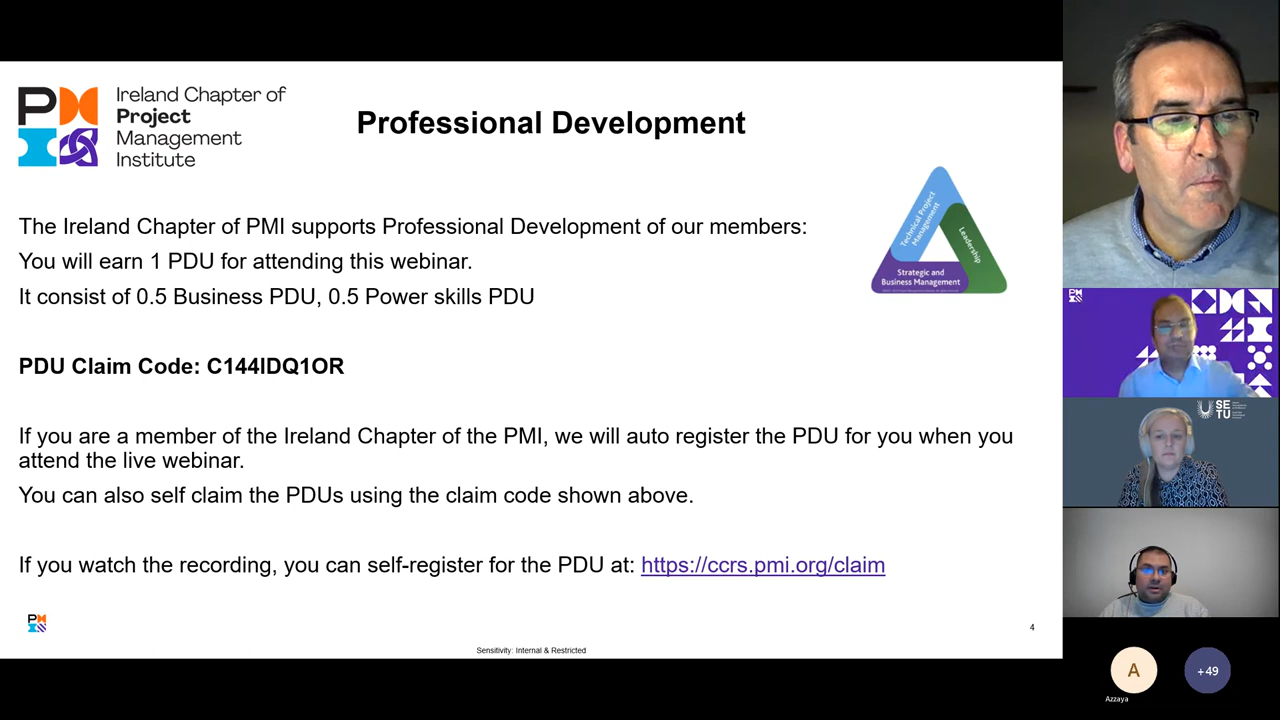 Ireland Chapter of
Project
Management
Institute
Professional Development
Technical Project
Management
Leadership
Strategic and
Business Management
The Ireland Chapter of PMI supports Professional Development of our members:
You will earn 1 PDU for attending this webinar.
It consist of 0.5 Business PDU, 0.5 Power skills PDU
PDU Claim Code: C144IDQ1OR
If you are a member of the Ireland Chapter of the PMI, we will auto register the PDU for you when you
attend the live webinar.
You can also self claim the PDUs using the claim code shown above.
If you watch the recording, you can self-register for the PDU at: https://ccrs.pmi.org/claim
4
Sensitivity: Internal & Restricted
SE
TU
A
+49
Azzaya